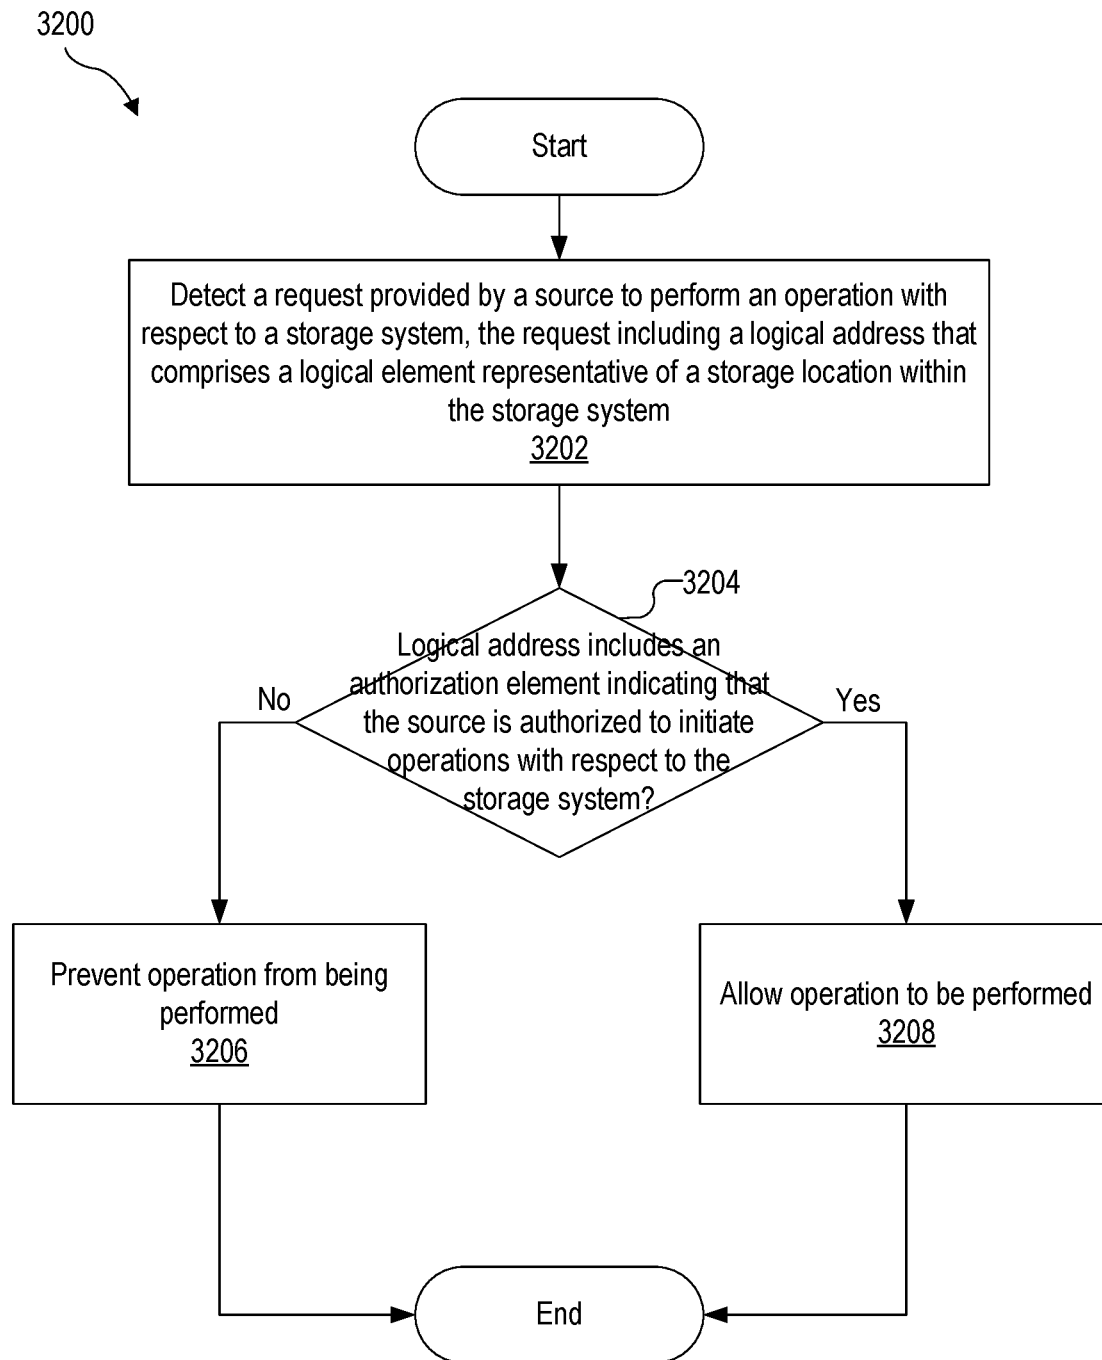 3200
Start
Detect a request provided by a source to perform an operation with
respect to a storage system, the request including a logical address that
comprises a logical element representative of a storage location within
the storage system
3202
3204
Logical address includes an
authorization element indicating that
the source is authorized to initiate
operations with respect to the
storage system?
No
Yes
Prevent operation from being
performed
3206
Allow operation to be performed
3208
End